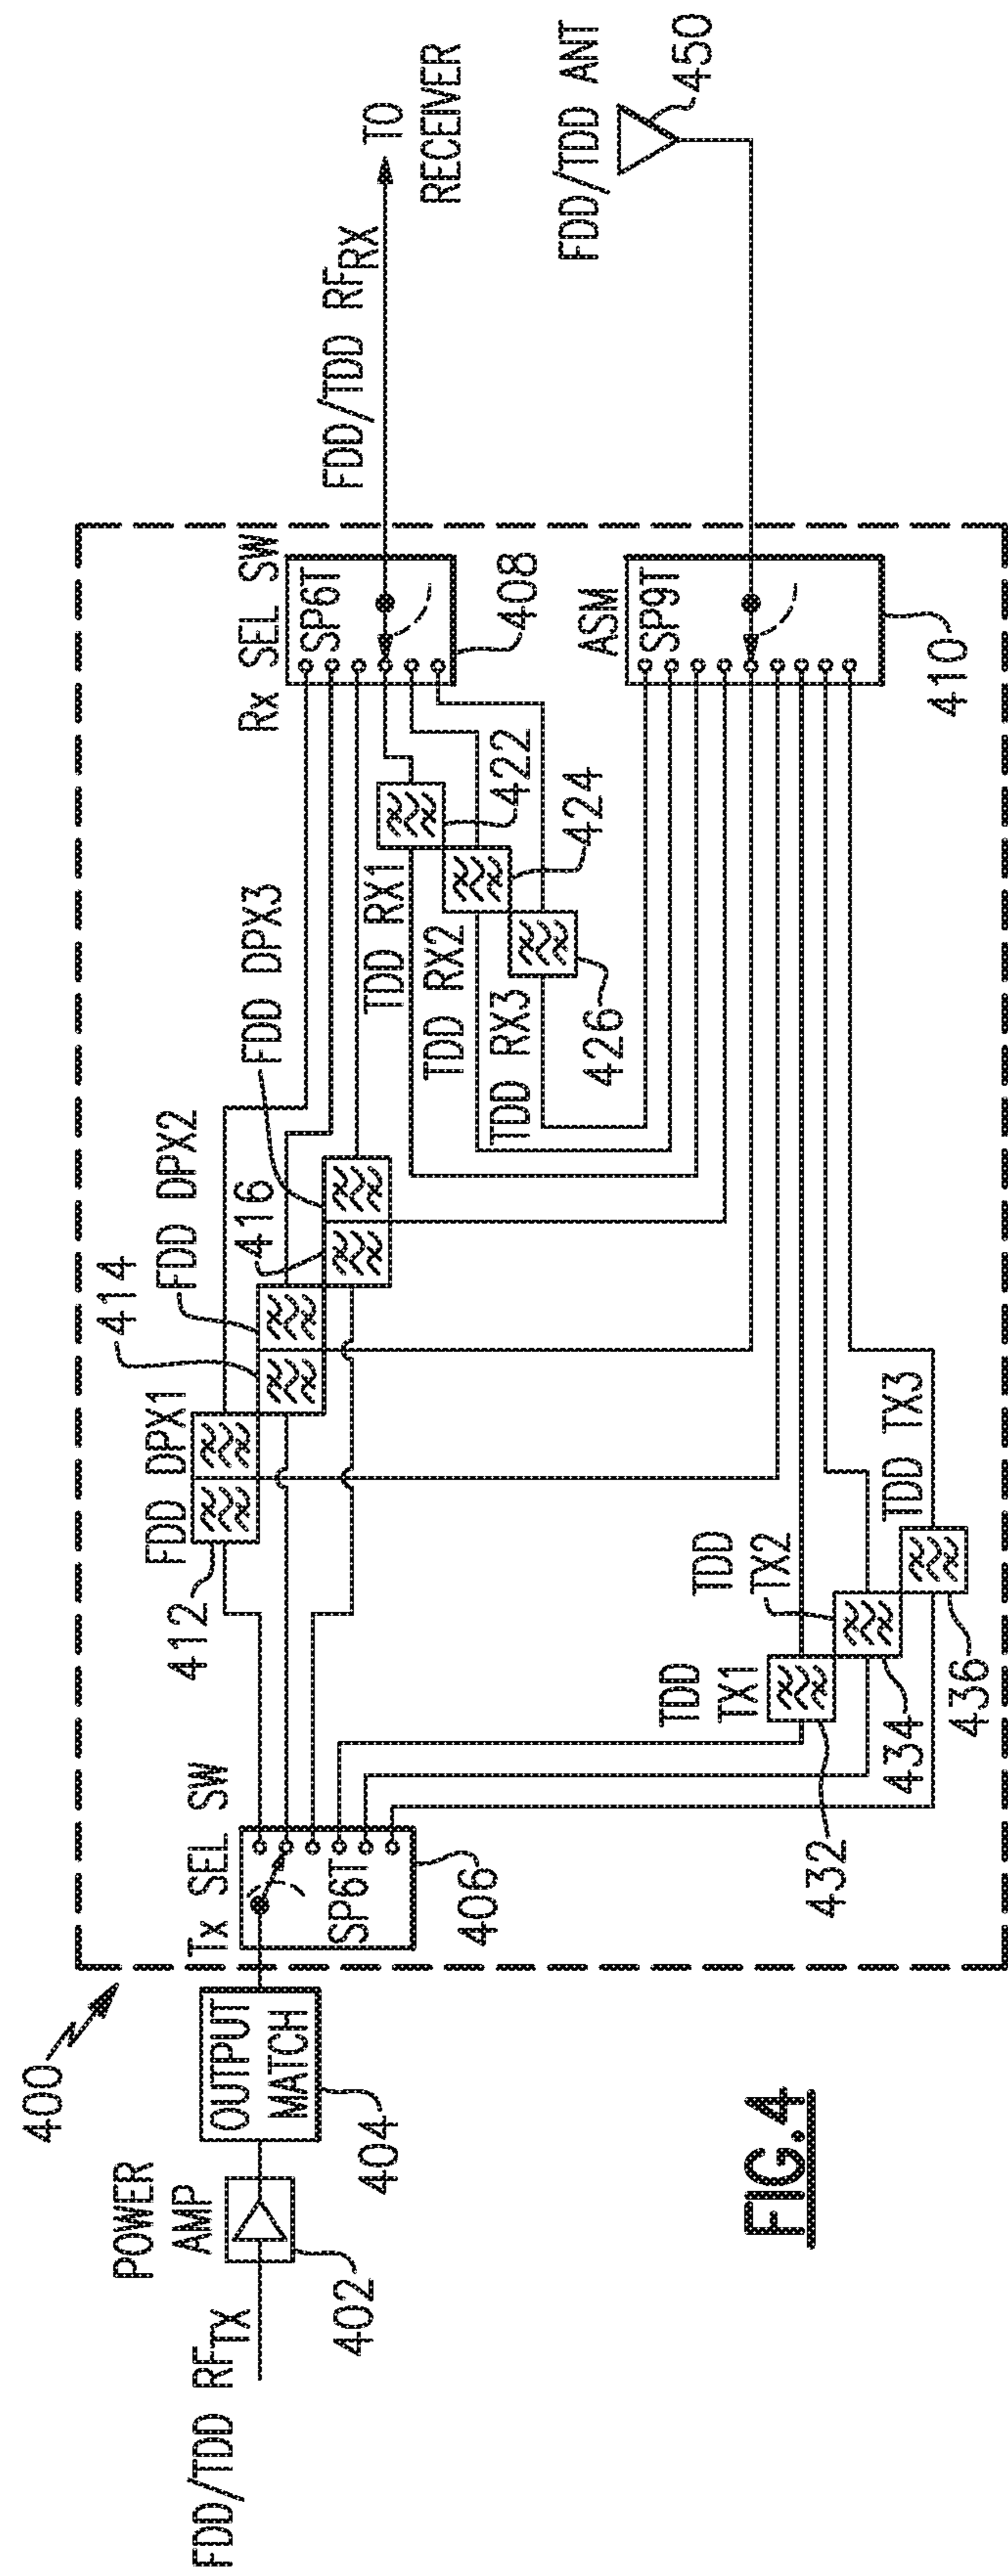 400
FDD/TDD RFTX
POWER
AMP
402
OUTPUT
MATCH
404
Tx SEL SW
SP6T
406
FDD DPX1
412
414
FDD DPX2
416
FDD DPX3
TDD RX1
422
TDD RX2
424
TDD RX3
426
TDD
TX1
432
TDD
TX2
434
TDD TX3
436
Rx SEL SW
SP6T
408
ASM
SP9T
410
FDD/TDD RFRX
TO
RECEIVER
FDD/TDD ANT
450
FIG.4